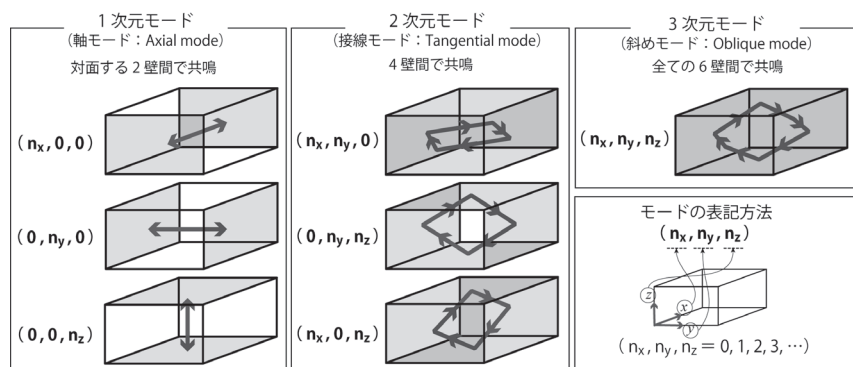 1 次元モード
(軸モード：Axial mode)
対面する 2 壁間で共鳴
(nx, 0, 0)
(0, ny, 0)
(0, 0, nz)
2 次元モード
(接線モード：Tangential mode)
4 壁間で共鳴
(nx, ny, 0)
(0, ny, nz)
(nx, 0, nz)
3 次元モード
(斜めモード：Oblique mode)
全ての 6 壁間で共鳴
(nx, ny, nz)
モードの表記方法
(nx, ny, nz)
z
x
y
(nx, ny, nz = 0, 1, 2, 3, …)